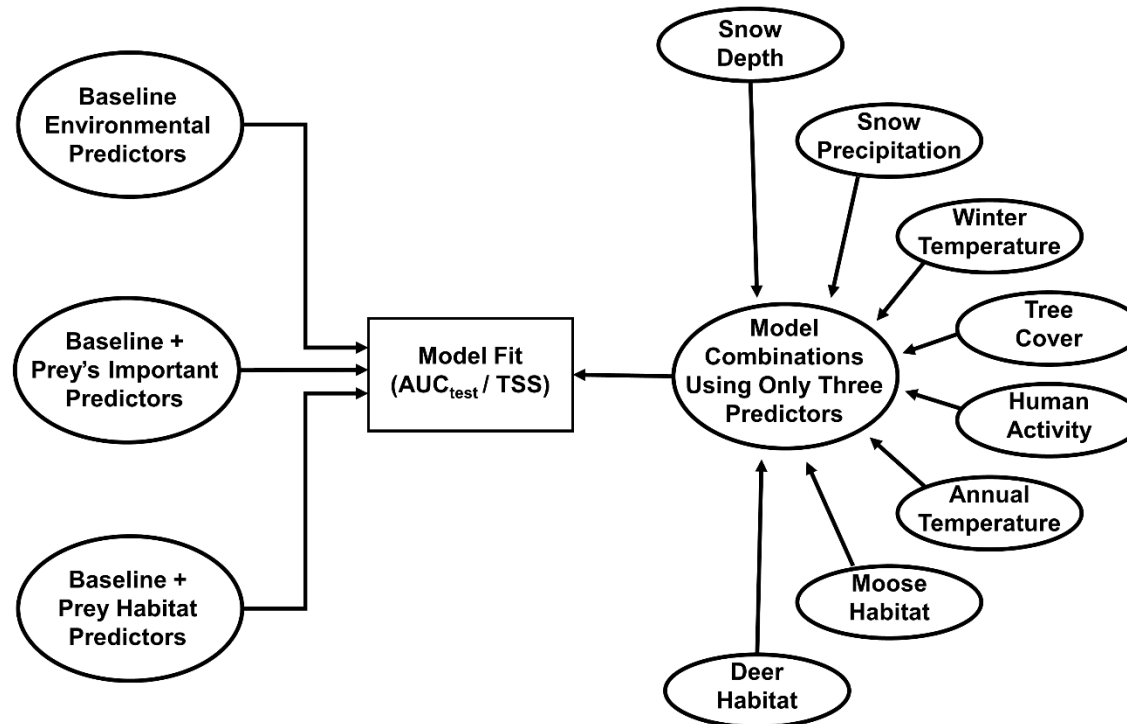 Baseline
Environmental
Predictors
Baseline +
Prey's Important
Predictors
Baseline +
Prey Habitat
Predictors
Model Fit
(AUCtest / TSS)
Model
Combinations
Using Only Three
Predictors
Snow
Depth
Snow
Precipitation
Winter
Temperature
Tree
Cover
Human
Activity
Annual
Temperature
Moose
Habitat
Deer
Habitat